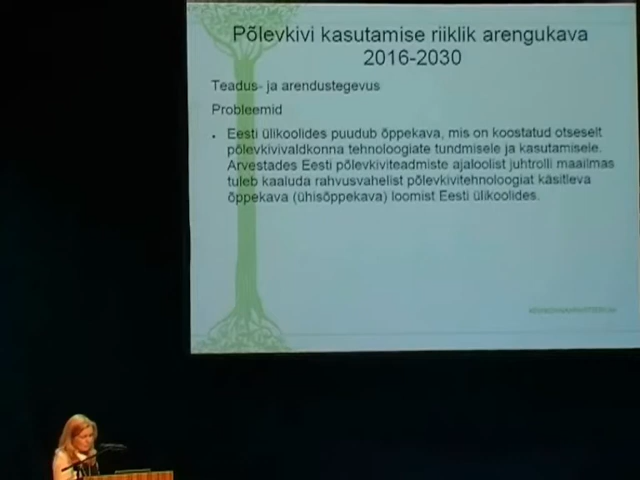 Põlevkivi kasutamise riiklik arengukava
2016-2030
Teadus- ja arendustegevus
Probleemid
• Eesti ülikoolides puudub õppekava, mis on koostatud otseselt
põlevkivivaldkonna tehnoloogiate tundmisele ja kasutamisele.
Arvestades Eesti põlevkiviteadmiste ajaloolist juhtrolli maailmas
tuleb kaaluda rahvusvahelist põlevkivitehnoloogiat käsitleva
õppekava (ühisõppekava) loomist Eesti ülikoolides.